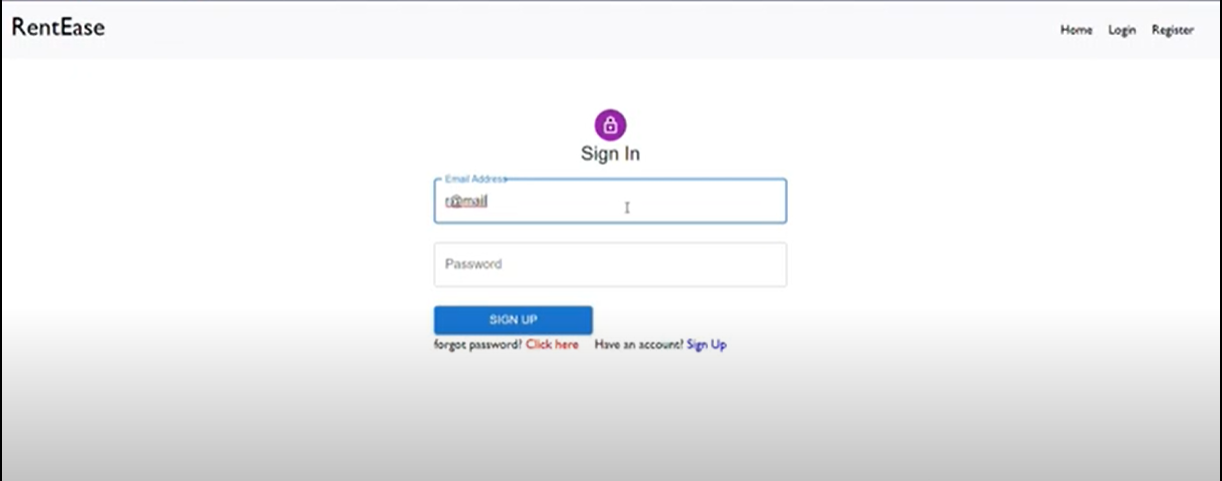 RentEase
Home Login Register
Sign In
Email Address
r@mail
Password
SIGN UP
forgot password? Click here Have an account? Sign Up